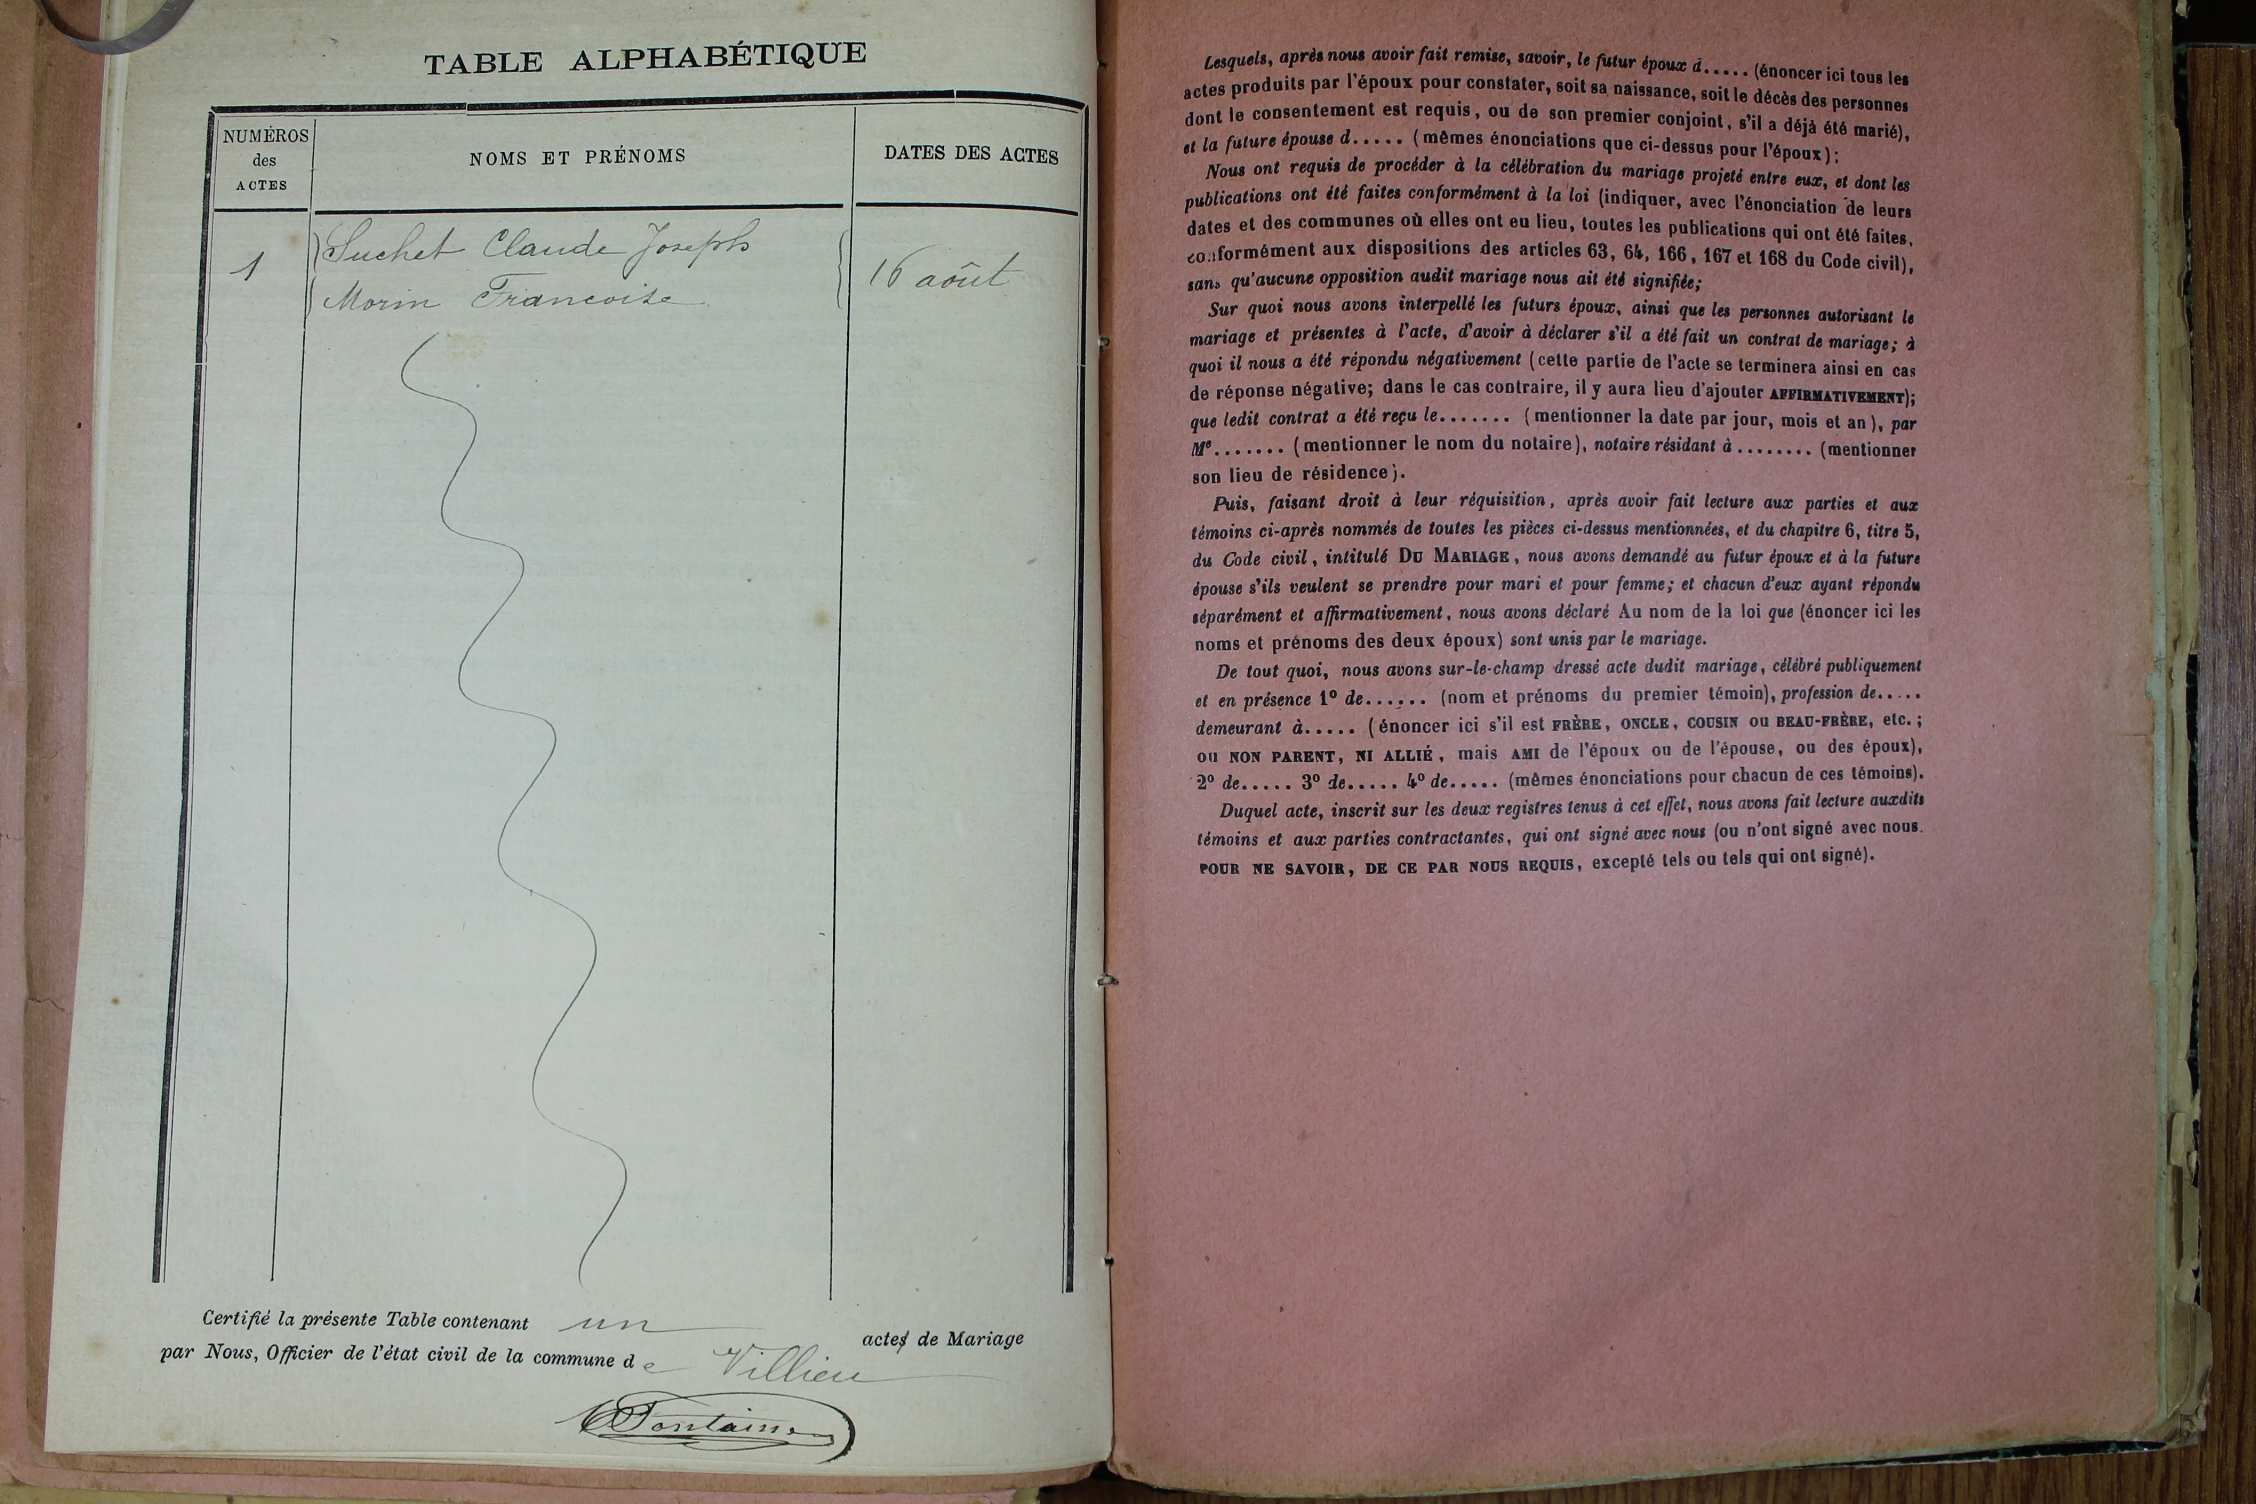 TABLE ALPHABÉTIQUE
NUMÉROS
des
ACTES
NOMS ET PRÉNOMS
DATES DES ACTES
1
Suchet Claude Joseph
Morin Francoise
16 août
Certifié la présente Table contenant un actes de Mariage
par Nous, Officier de l'état civil de la commune de Villieu
Fontaine
Lesquels, après nous avoir fait remise, savoir, le futur époux d..... (énoncer ici tous les
actes produits par l'époux pour constater, soit sa naissance, soit le décès des personnes
dont le consentement est requis, ou de son premier conjoint, s'il a déjà été marié),
et la future épouse d..... (mêmes énonciations que ci-dessus pour l'époux);
Nous ont requis de procéder à la célébration du mariage projeté entre eux, et dont les
publications ont été faites conformément à la loi (indiquer, avec l'énonciation de leurs
dates et des communes où elles ont eu lieu, toutes les publications qui ont été faites,
conformément aux dispositions des articles 63, 64, 166, 167 et 168 du Code civil),
sans qu'aucune opposition audit mariage nous ait été signifiée;
Sur quoi nous avons interpellé les futurs époux, ainsi que les personnes autorisant le
mariage et présentes à l'acte, d'avoir à déclarer s'il a été fait un contrat de mariage; à
quoi il nous a été répondu négativement (cette partie de l'acte se terminera ainsi en cas
de réponse négative; dans le cas contraire, il y aura lieu d'ajouter AFFIRMATIVEMENT);
que ledit contrat a été reçu le....... (mentionner la date par jour, mois et an), par
Me....... (mentionner le nom du notaire), notaire résidant à ........ (mentionner
son lieu de résidence).
Puis, faisant droit à leur réquisition, après avoir fait lecture aux parties et aux
témoins ci-après nommés de toutes les pièces ci-dessus mentionnées, et du chapitre 6, titre 5,
du Code civil, intitulé DU MARIAGE, nous avons demandé au futur époux et à la future
épouse s'ils veulent se prendre pour mari et pour femme; et chacun d'eux ayant répondu
séparément et affirmativement, nous avons déclaré Au nom de la loi que (énoncer ici les
noms et prénoms des deux époux) sont unis par le mariage.
De tout quoi, nous avons sur-le-champ dressé acte dudit mariage, célébré publiquement
et en présence 1º de...... (nom et prénoms du premier témoin), profession de.....
demeurant à..... (énoncer ici s'il est FRÈRE, ONCLE, COUSIN ou BEAU-FRÈRE, etc.;
ou NON PARENT, NI ALLIÉ, mais AMI de l'époux ou de l'épouse, ou des époux),
2º de..... 3º de..... 4º de..... (mêmes énonciations pour chacun de ces témoins).
Duquel acte, inscrit sur les deux registres tenus à cet effet, nous avons fait lecture auxdits
témoins et aux parties contractantes, qui ont signé avec nous (ou n'ont signé avec nous.
POUR NE SAVOIR, DE CE PAR NOUS REQUIS, excepté tels ou tels qui ont signé).